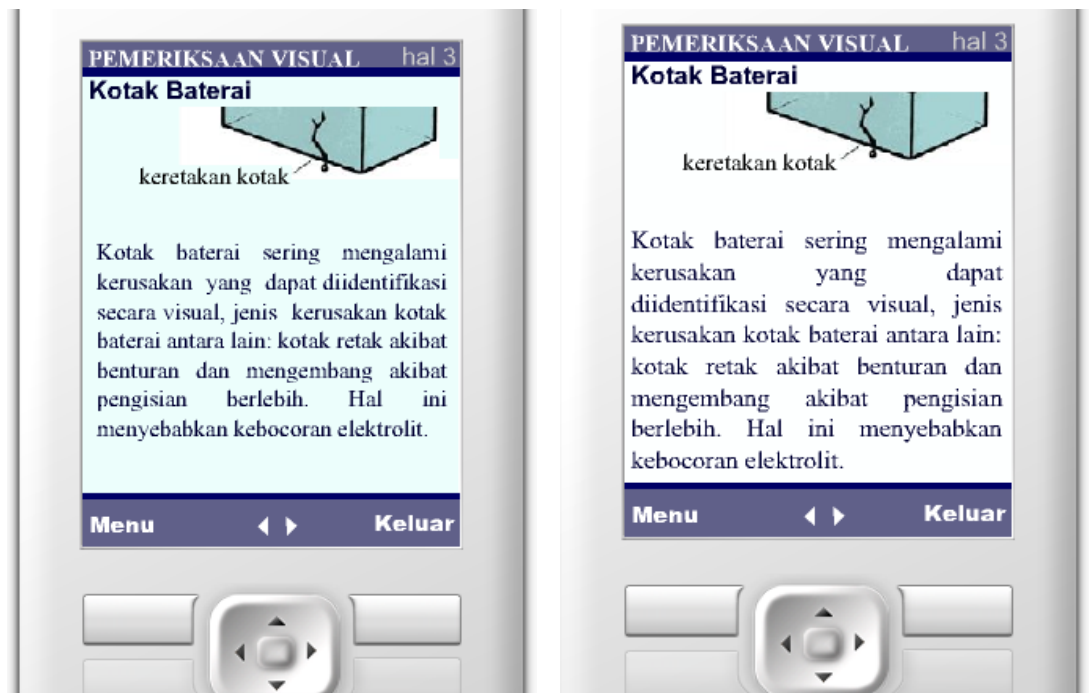 PEMERIKSAAN VISUAL hal 3
Kotak Baterai
keretakan kotak
Kotak baterai sering mengalami
kerusakan yang dapat diidentifikasi
secara visual, jenis kerusakan kotak
baterai antara lain: kotak retak akibat
benturan dan mengembang akibat
pengisian berlebih. Hal ini
menyebabkan kebocoran elektrolit.
Menu Keluar
PEMERIKSAAN VISUAL hal 3
Kotak Baterai
keretakan kotak
Kotak baterai sering mengalami
kerusakan yang dapat
diidentifikasi secara visual, jenis
kerusakan kotak baterai antara lain:
kotak retak akibat benturan dan
mengembang akibat pengisian
berlebih. Hal ini menyebabkan
kebocoran elektrolit.
Menu Keluar